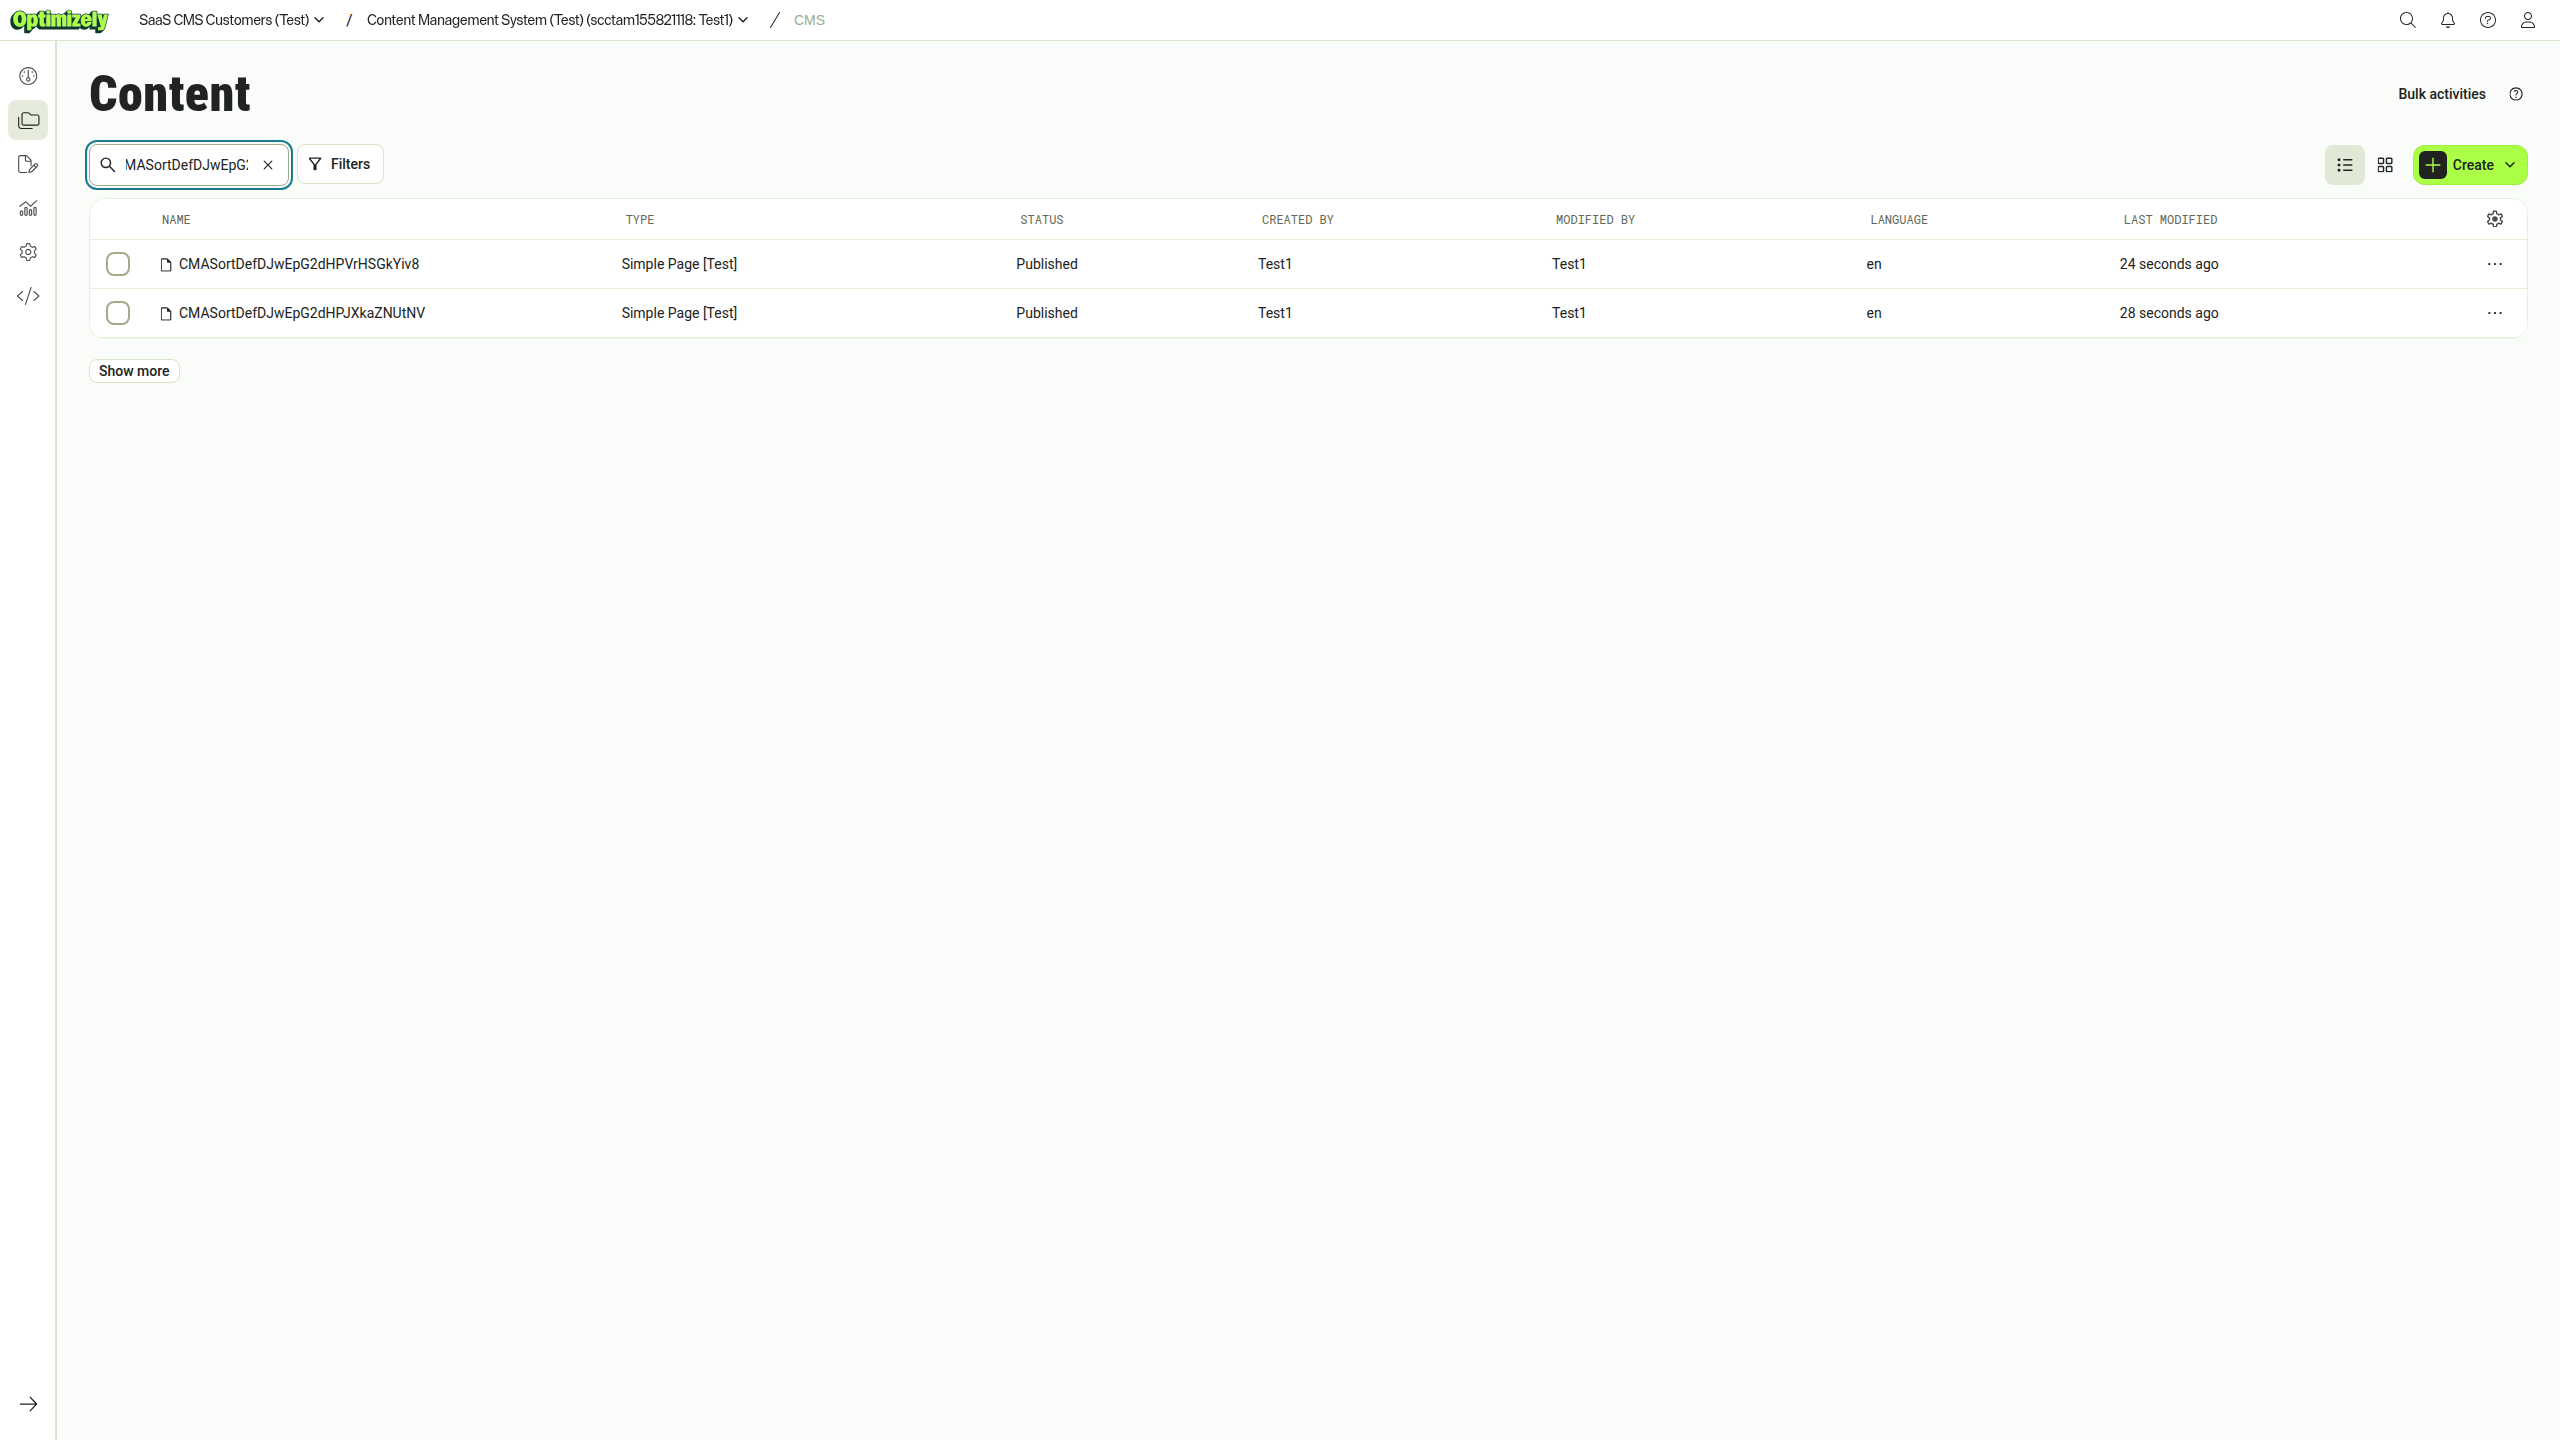 Optimizely SaaS CMS Customers (Test) / Content Management System (Test) (scctam155821118: Test1) / CMS
Content
Bulk activities
MASortDefDJwEpG2 Filters Create
NAME TYPE STATUS CREATED BY MODIFIED BY LANGUAGE LAST MODIFIED
CMASortDefDJwEpG2dHPVrHSGkYiv8 Simple Page [Test] Published Test1 Test1 en 24 seconds ago
CMASortDefDJwEpG2dHPJXkaZNUtNV Simple Page [Test] Published Test1 Test1 en 28 seconds ago
Show more